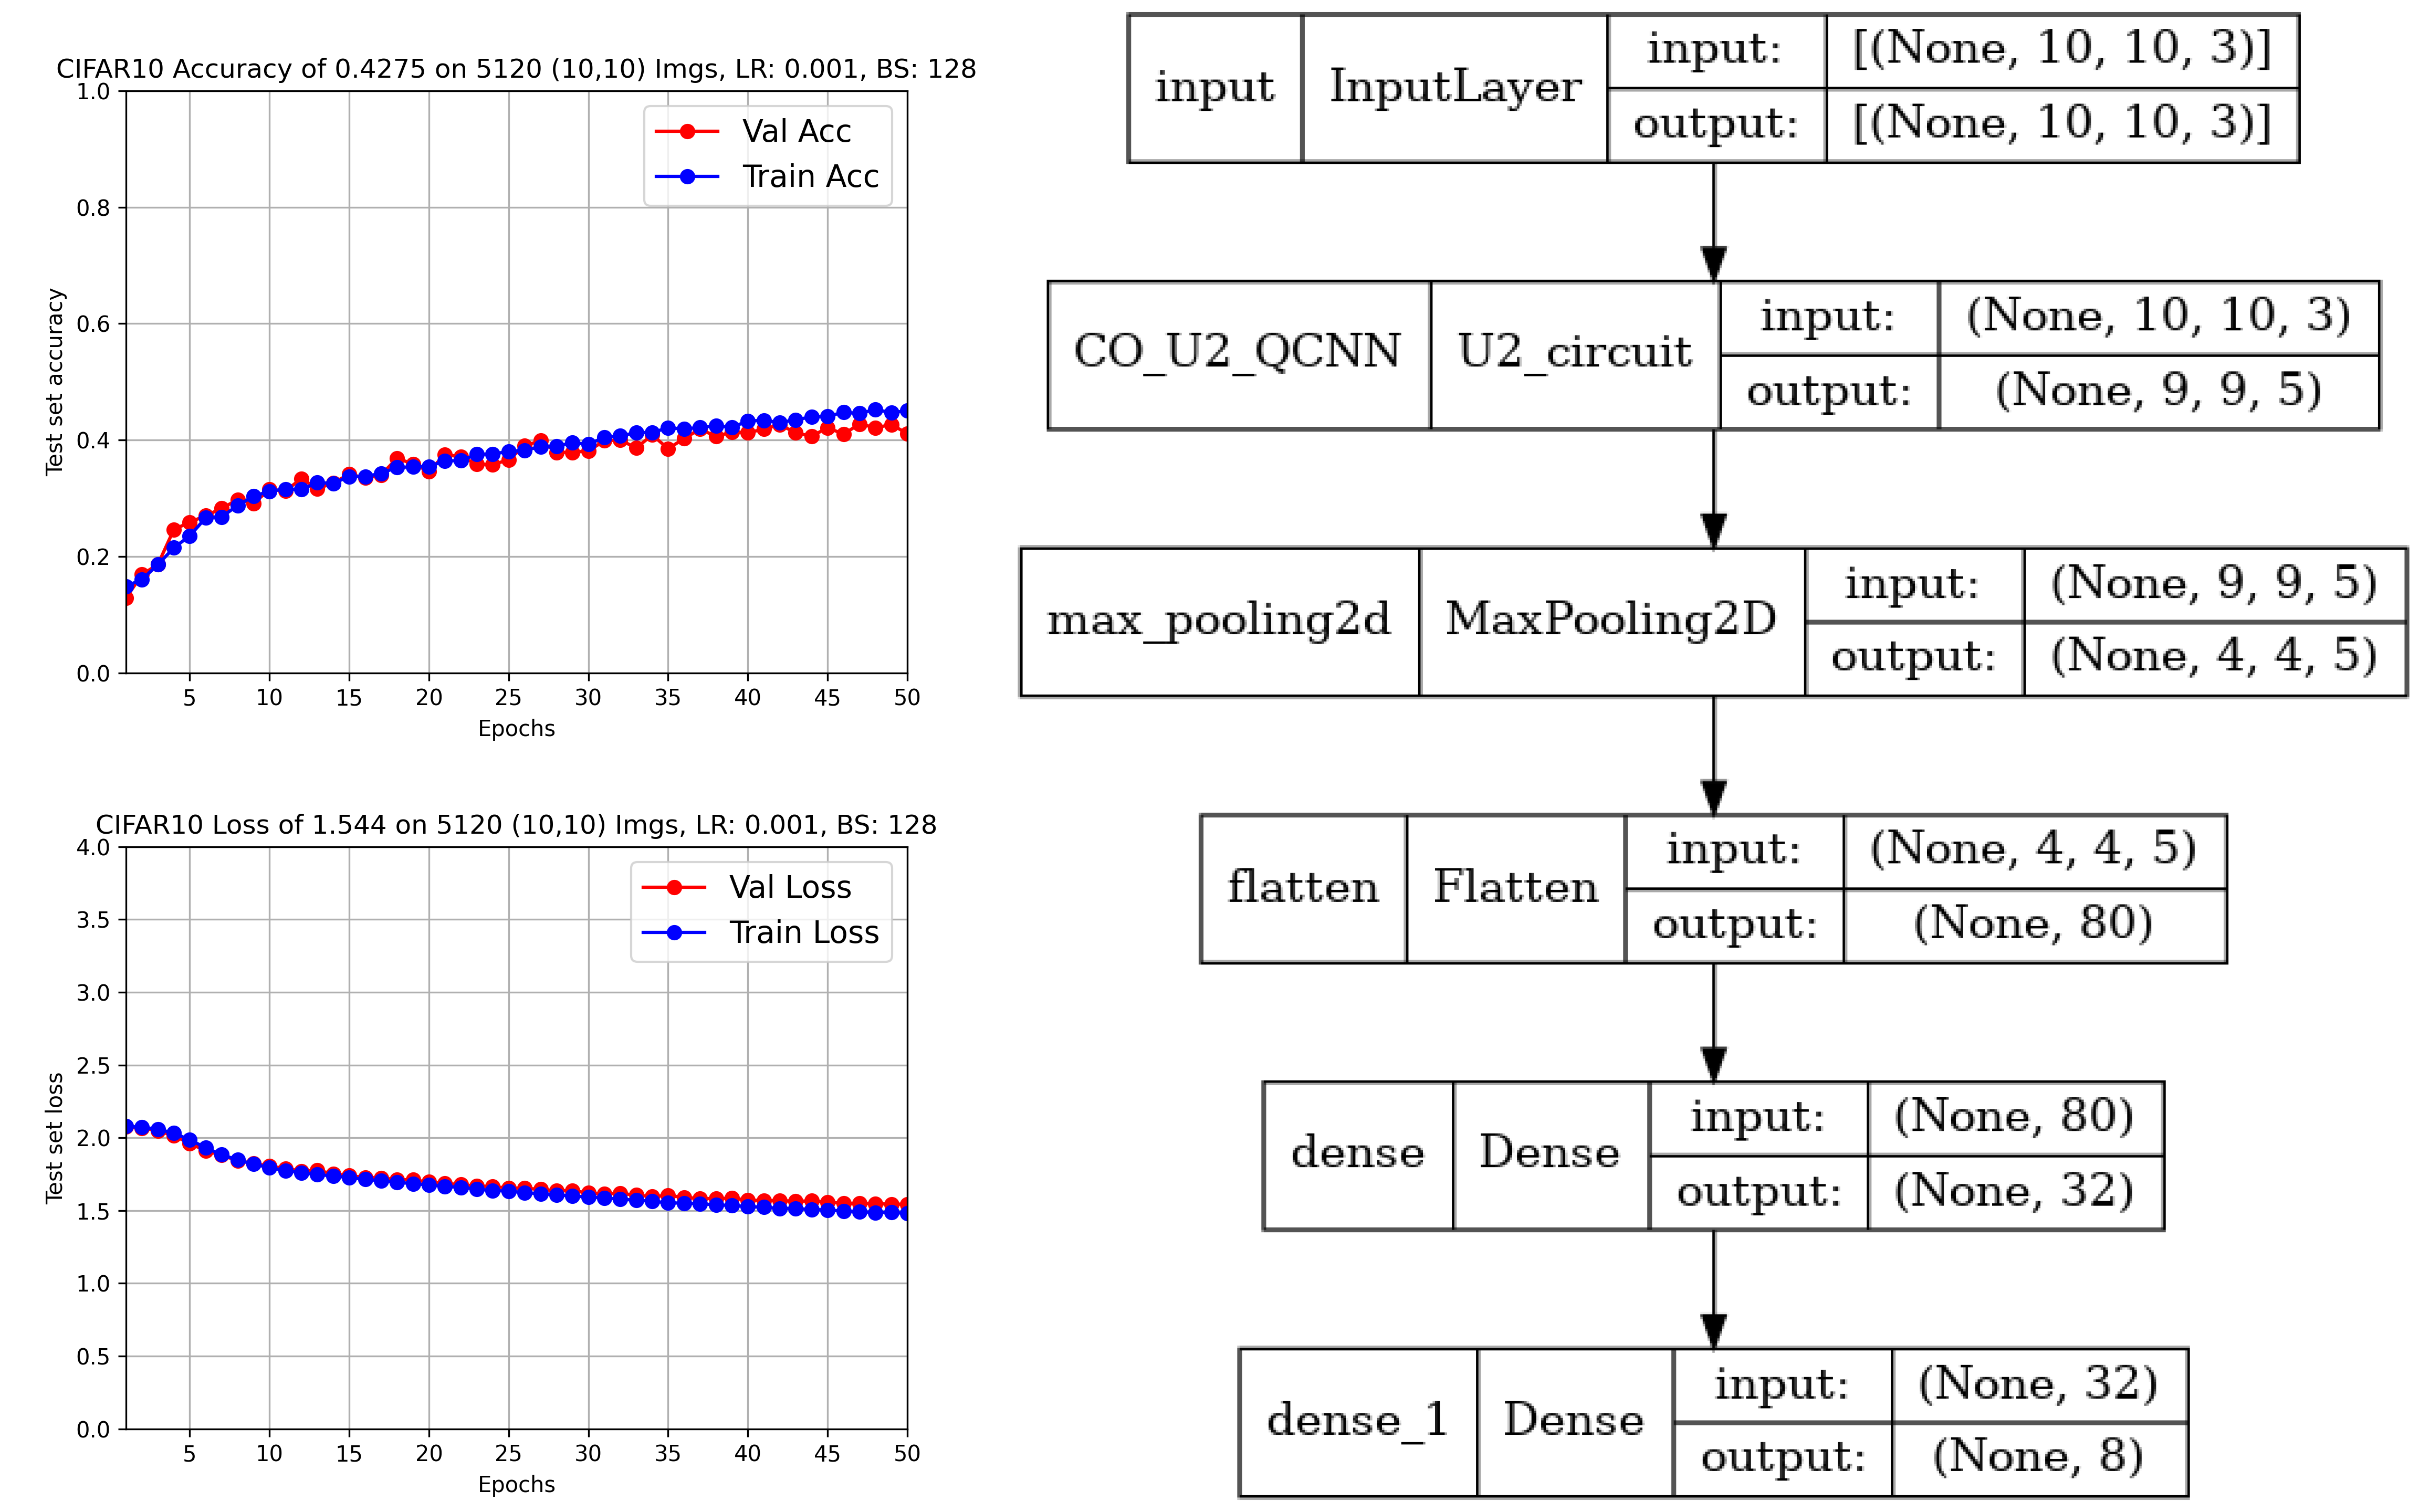 CIFAR10 Accuracy of 0.4275 on 5120 (10,10) Imgs, LR: 0.001, BS: 128
1.0
0.8
0.6
0.4
0.2
0.0
Test set accuracy
Val Acc
Train Acc
5 10 15 20 25 30 35 40 45 50
Epochs
CIFAR10 Loss of 1.544 on 5120 (10,10) Imgs, LR: 0.001, BS: 128
4.0
3.5
3.0
2.5
2.0
1.5
1.0
0.5
0.0
Test set loss
Val Loss
Train Loss
5 10 15 20 25 30 35 40 45 50
Epochs
input InputLayer
input: [(None, 10, 10, 3)]
output: [(None, 10, 10, 3)]
CO_U2_QCNN U2_circuit
input: (None, 10, 10, 3)
output: (None, 9, 9, 5)
max_pooling2d MaxPooling2D
input: (None, 9, 9, 5)
output: (None, 4, 4, 5)
flatten Flatten
input: (None, 4, 4, 5)
output: (None, 80)
dense Dense
input: (None, 80)
output: (None, 32)
dense_1 Dense
input: (None, 32)
output: (None, 8)